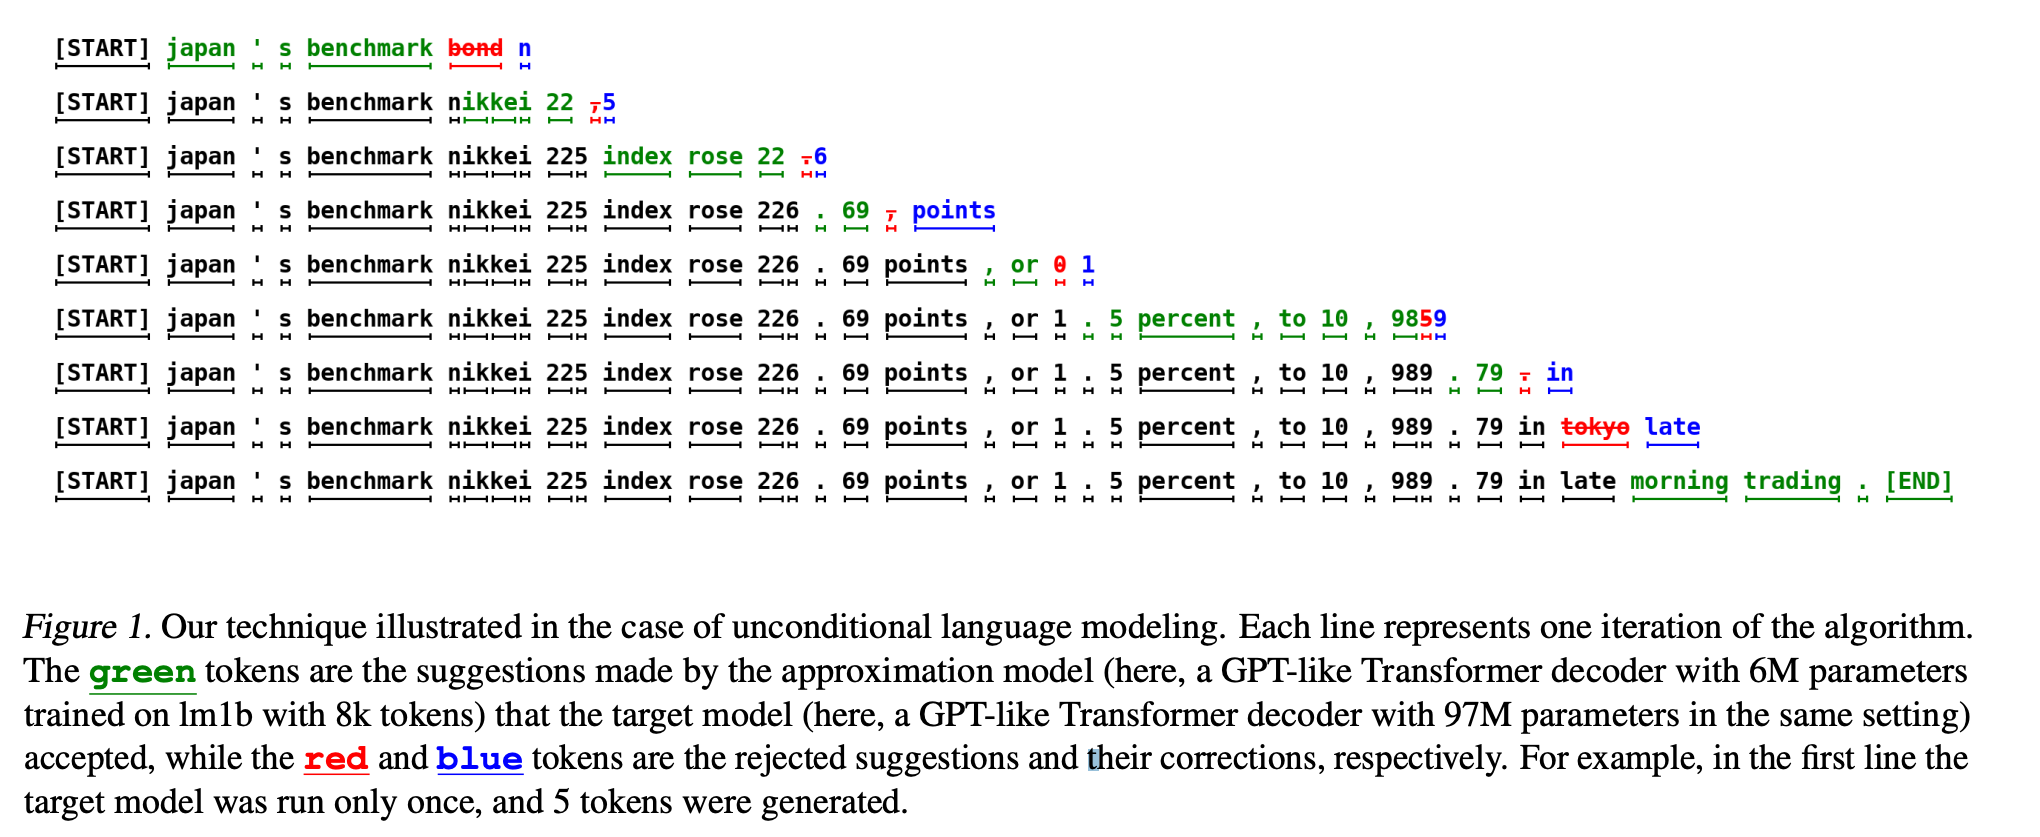 [START] japan ' s benchmark bond n
[START] japan ' s benchmark nikkei 22 ,5
[START] japan ' s benchmark nikkei 225 index rose 22 .6
[START] japan ' s benchmark nikkei 225 index rose 226 . 69 , points
[START] japan ' s benchmark nikkei 225 index rose 226 . 69 points , or 0 1
[START] japan ' s benchmark nikkei 225 index rose 226 . 69 points , or 1 . 5 percent , to 10 , 9859
[START] japan ' s benchmark nikkei 225 index rose 226 . 69 points , or 1 . 5 percent , to 10 , 989 . 79 . in
[START] japan ' s benchmark nikkei 225 index rose 226 . 69 points , or 1 . 5 percent , to 10 , 989 . 79 in tokyo late
[START] japan ' s benchmark nikkei 225 index rose 226 . 69 points , or 1 . 5 percent , to 10 , 989 . 79 in late morning trading . [END]
Figure 1. Our technique illustrated in the case of unconditional language modeling. Each line represents one iteration of the algorithm.
The green tokens are the suggestions made by the approximation model (here, a GPT-like Transformer decoder with 6M parameters
trained on lm1b with 8k tokens) that the target model (here, a GPT-like Transformer decoder with 97M parameters in the same setting)
accepted, while the red and blue tokens are the rejected suggestions and their corrections, respectively. For example, in the first line the
target model was run only once, and 5 tokens were generated.